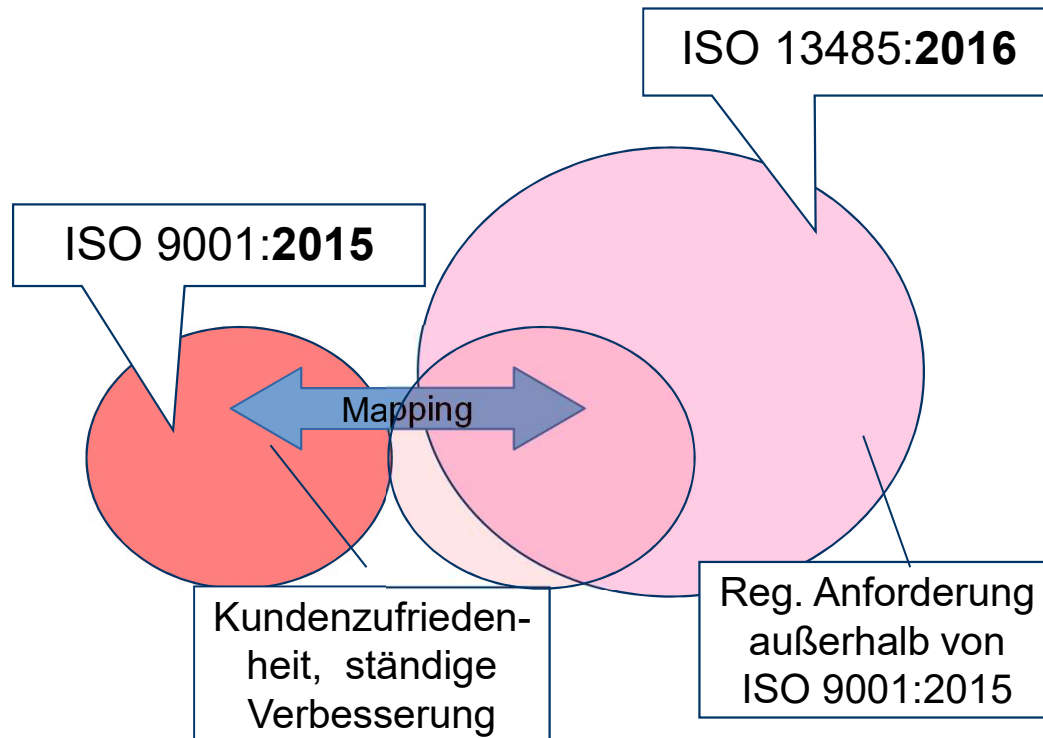 ISO 13485:2016
ISO 9001:2015
Mapping
Kundenzufrieden-
heit,  ständige
Verbesserung
Reg. Anforderung
außerhalb von
ISO 9001:2015